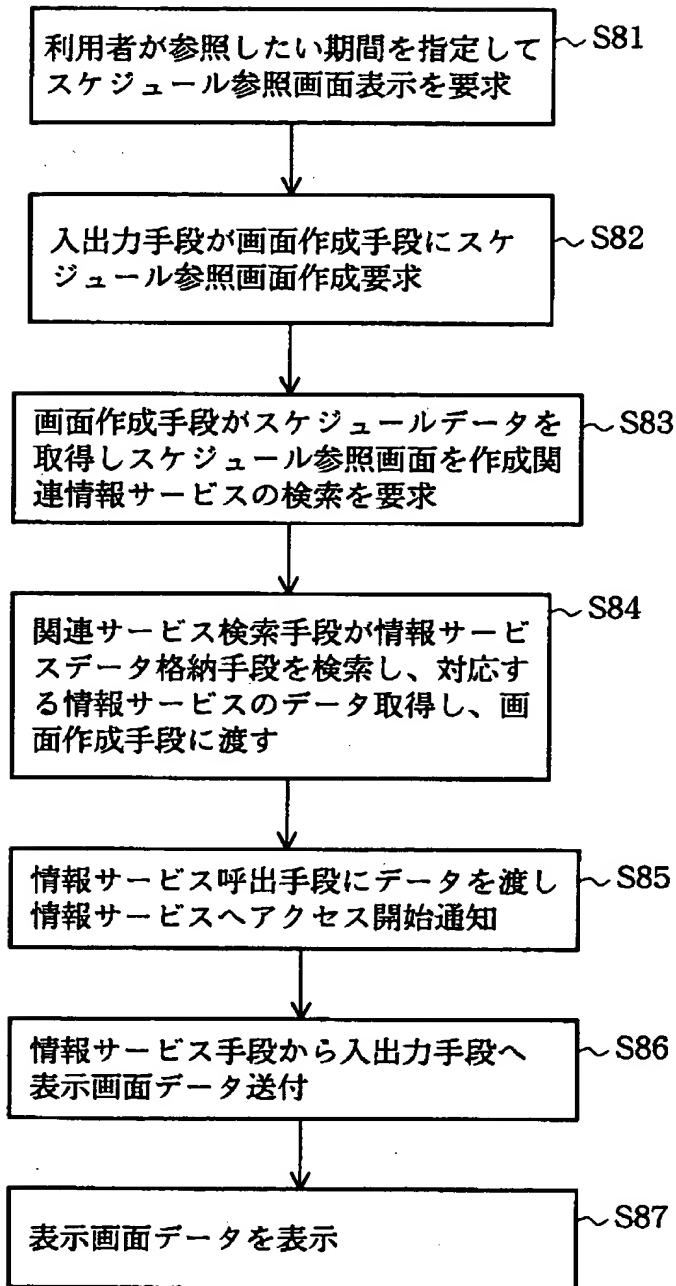 利用者が参照したい期間を指定して
スケジュール参照画面表示を要求
~S81
入出力手段が画面作成手段にスケ
ジュール参照画面作成要求
~S82
画面作成手段がスケジュールデータを
取得しスケジュール参照画面を作成関
連情報サービスの検索を要求
~S83
関連サービス検索手段が情報サービ
スデータ格納手段を検索し、対応す
る情報サービスのデータ取得し、画
面作成手段に渡す
~S84
情報サービス呼出手段にデータを渡し
情報サービスへアクセス開始通知
~S85
情報サービス手段から入出力手段へ
表示画面データ送付
~S86
表示画面データを表示
~S87